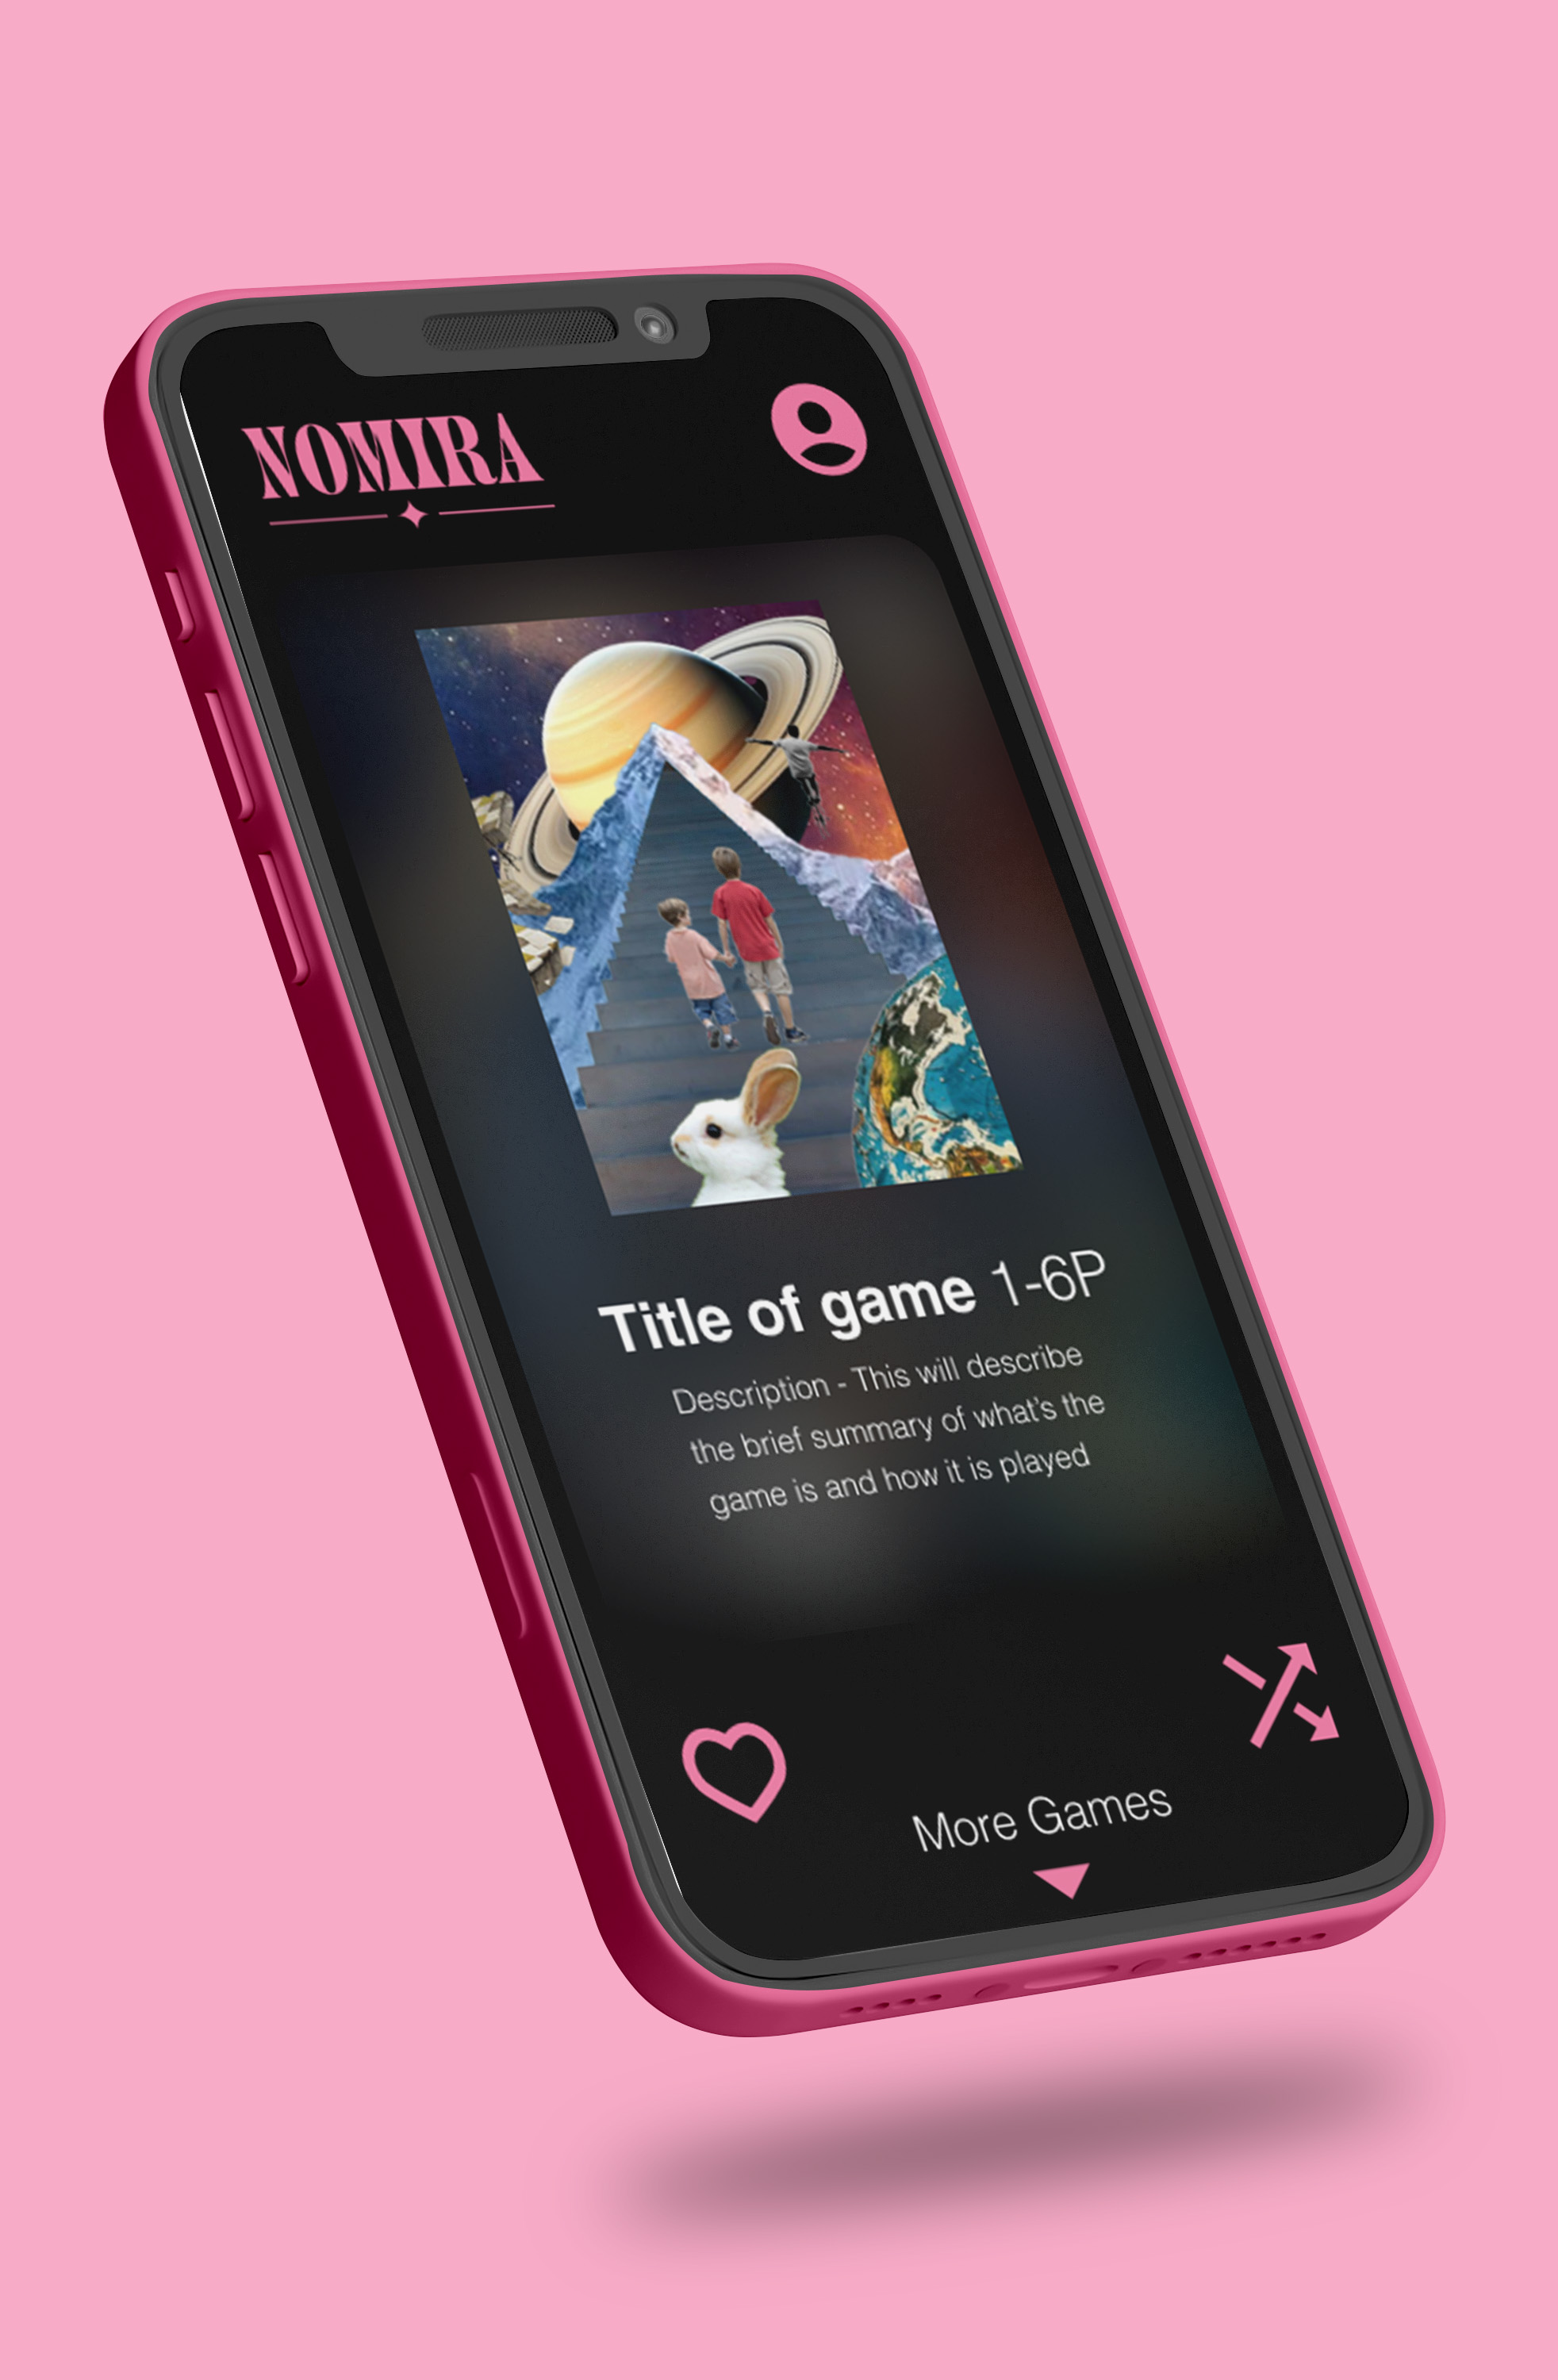 NOMIRA
Title of game 1-6P
Description - This will describe
the brief summary of what's the
game is and how it is played
More Games